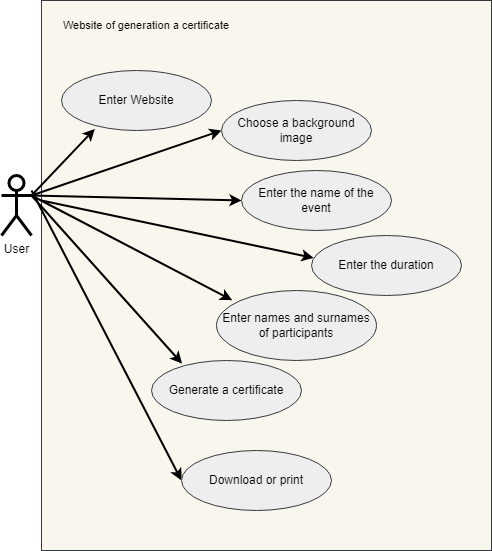 Website of generation a certificate
Enter Website
Choose a background
image
Enter the name of the
event
User
Enter the duration
Enter names and surnames
of participants
Generate a certificate
Download or print